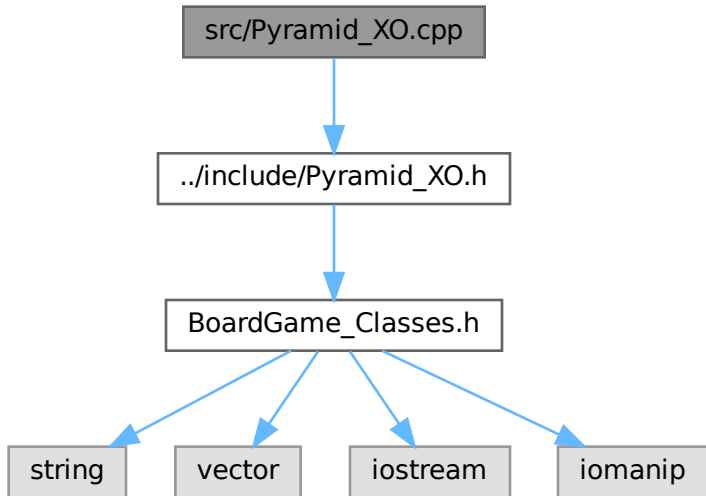 src/Pyramid_XO.cpp
../include/Pyramid_XO.h
BoardGame_Classes.h
string
vector
iostream
iomanip